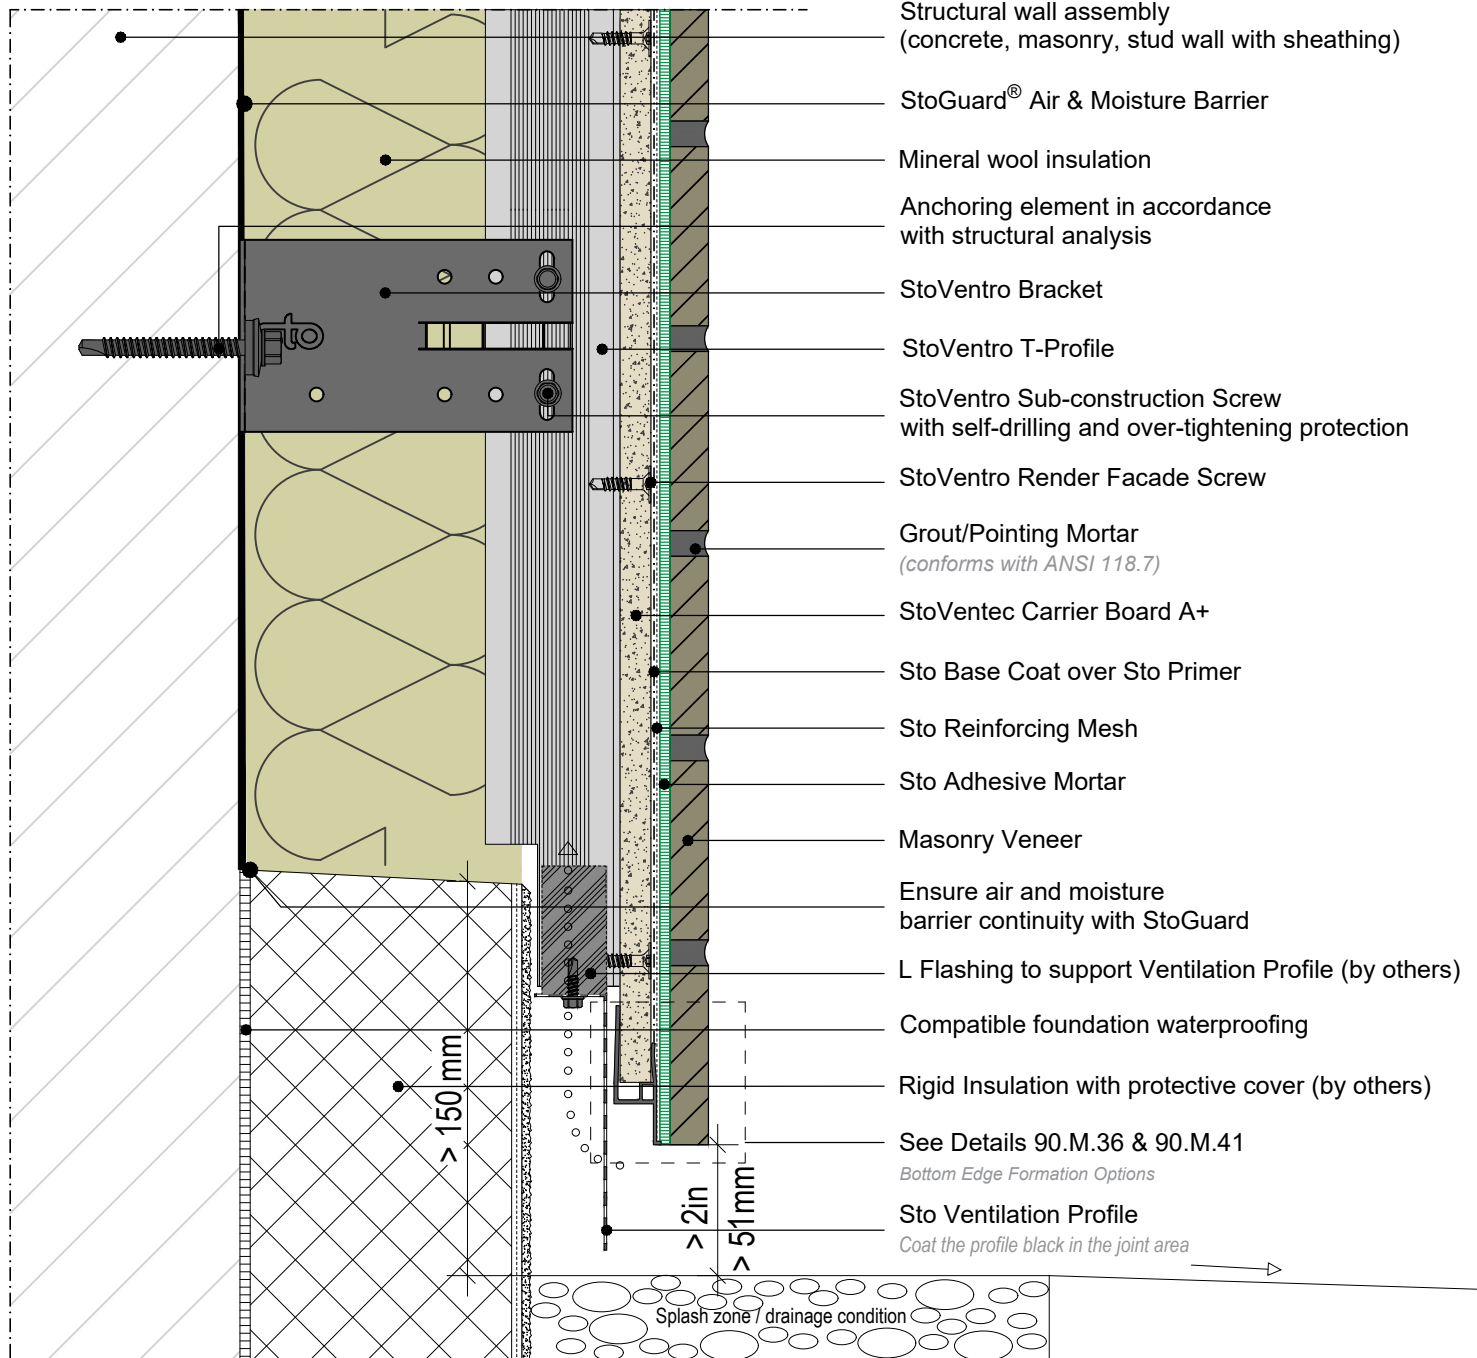 Structural wall assembly
(concrete, masonry, stud wall with sheathing)
StoGuard® Air & Moisture Barrier
Mineral wool insulation
Anchoring element in accordance
with structural analysis
StoVentro Bracket
StoVentro T-Profile
StoVentro Sub-construction Screw
with self-drilling and over-tightening protection
StoVentro Render Facade Screw
Grout/Pointing Mortar
(conforms with ANSI 118.7)
StoVentec Carrier Board A+
Sto Base Coat over Sto Primer
Sto Reinforcing Mesh
Sto Adhesive Mortar
Masonry Veneer
Ensure air and moisture
barrier continuity with StoGuard
L Flashing to support Ventilation Profile (by others)
Compatible foundation waterproofing
Rigid Insulation with protective cover (by others)
See Details 90.M.36 & 90.M.41
Bottom Edge Formation Options
Sto Ventilation Profile
Coat the profile black in the joint area
> 150 mm
> 2in
> 51mm
Splash zone / drainage condition